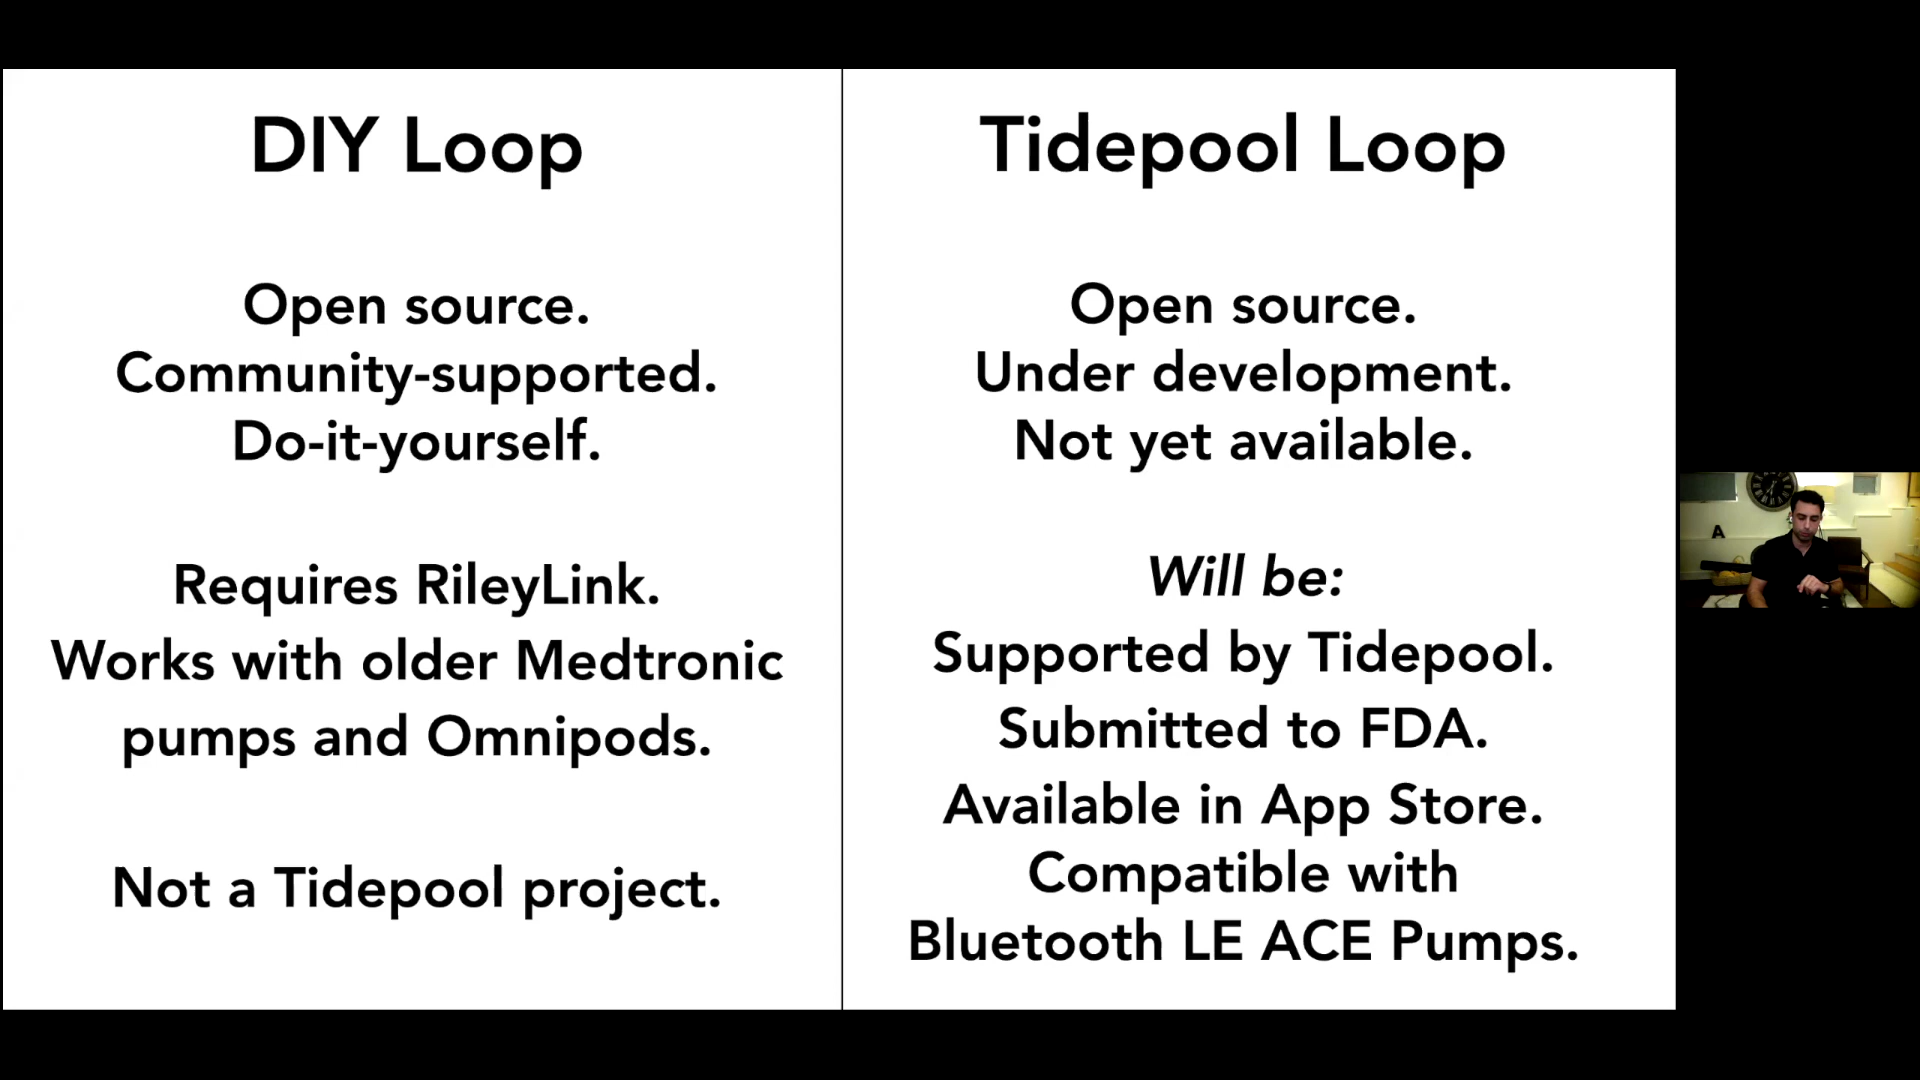 DIY Loop
Open source.
Community-supported.
Do-it-yourself.
Requires RileyLink.
Works with older Medtronic
pumps and Omnipods.
Not a Tidepool project.
Tidepool Loop
Open source.
Under development.
Not yet available.
Will be:
Supported by Tidepool.
Submitted to FDA.
Available in App Store.
Compatible with
Bluetooth LE ACE Pumps.
A